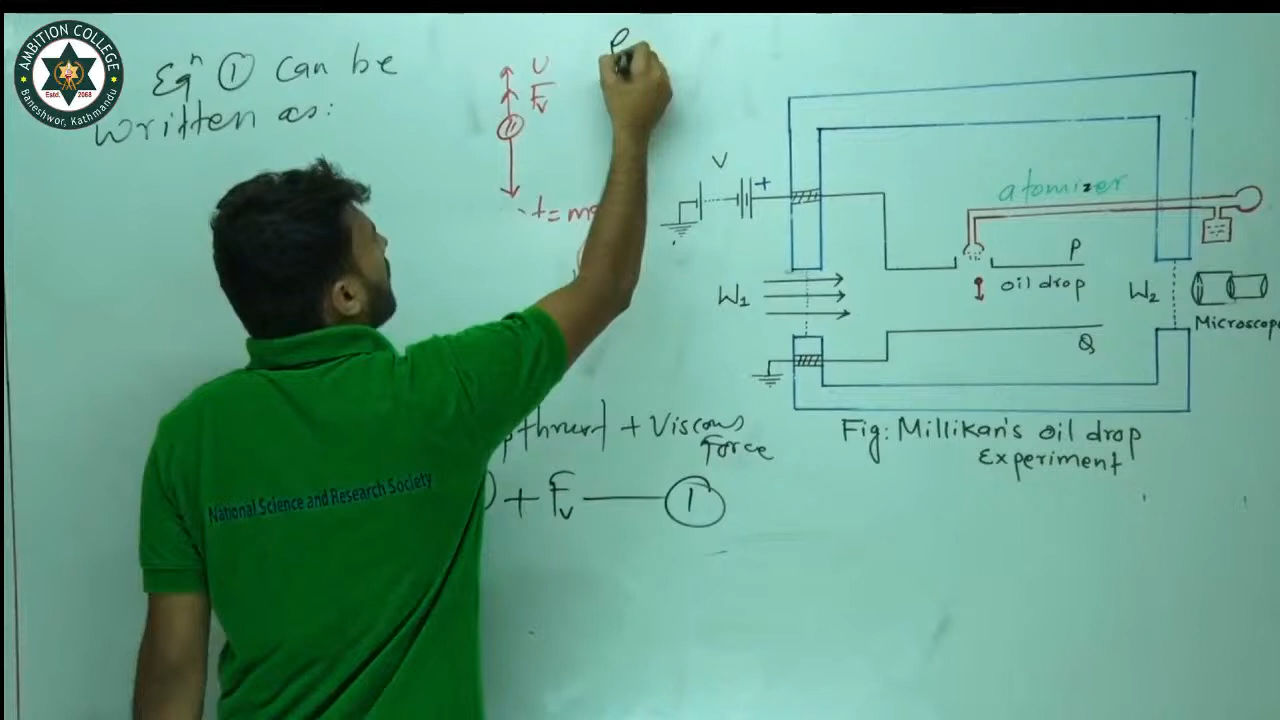 AMBITION COLLEGE
Estd. 2068
Baneshwor, Kathmandu
Eqⁿ ① can be
written as:
U
Fv
V
+
atomizer
P
oil drop
W1
W2
Microscope
Q
+ Viscous
force
Fig: Millikan's oil drop
Experiment
+ Fv — ①
National Science and Research Society